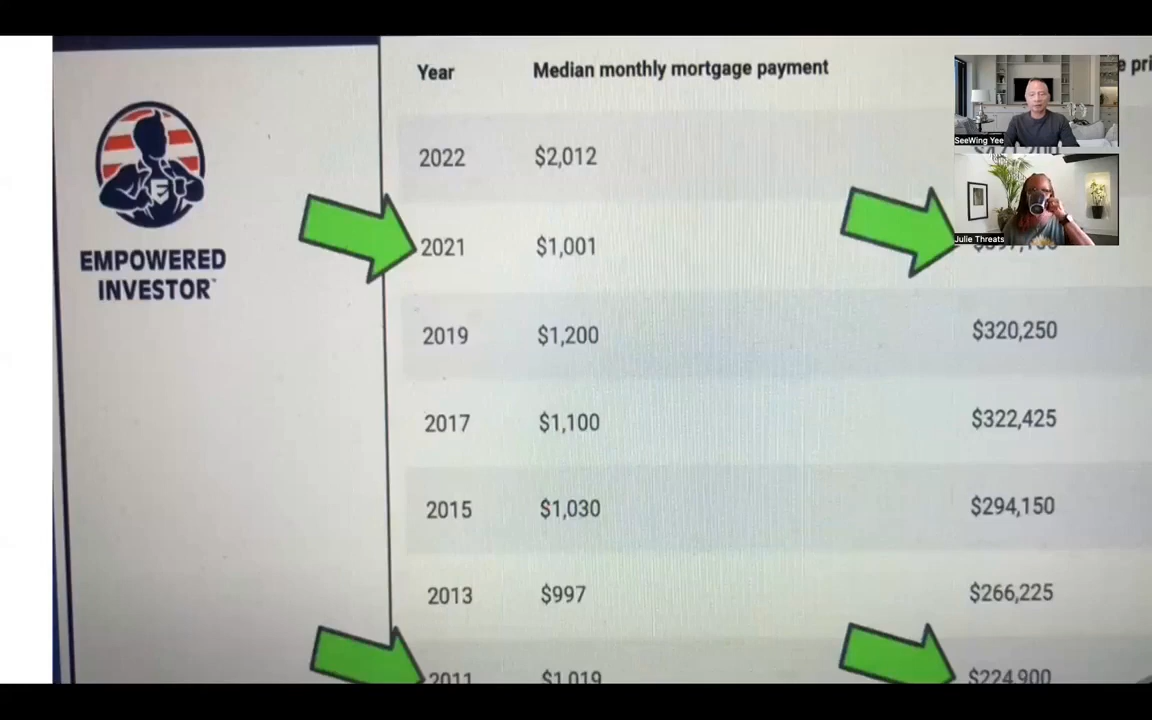 Year Median monthly mortgage payment
SeeWing Yee
2022 $2,012
Julie Threats
2021 $1,001
EMPOWERED
INVESTOR™
2019 $1,200 $320,250
2017 $1,100 $322,425
2015 $1,030 $294,150
2013 $997 $266,225
2011 $1,019 $224,900